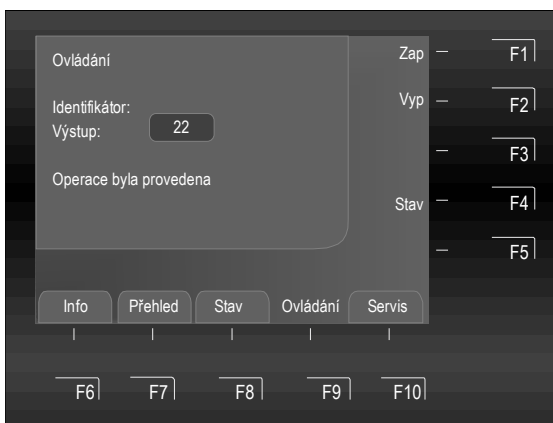 Ovládání
Zap
F1
Identifikátor:
Vyp
F2
Výstup:
22
F3
Operace byla provedena
Stav
F4
F5
Info
Přehled
Stav
Ovládání
Servis
F6
F7
F8
F9
F10